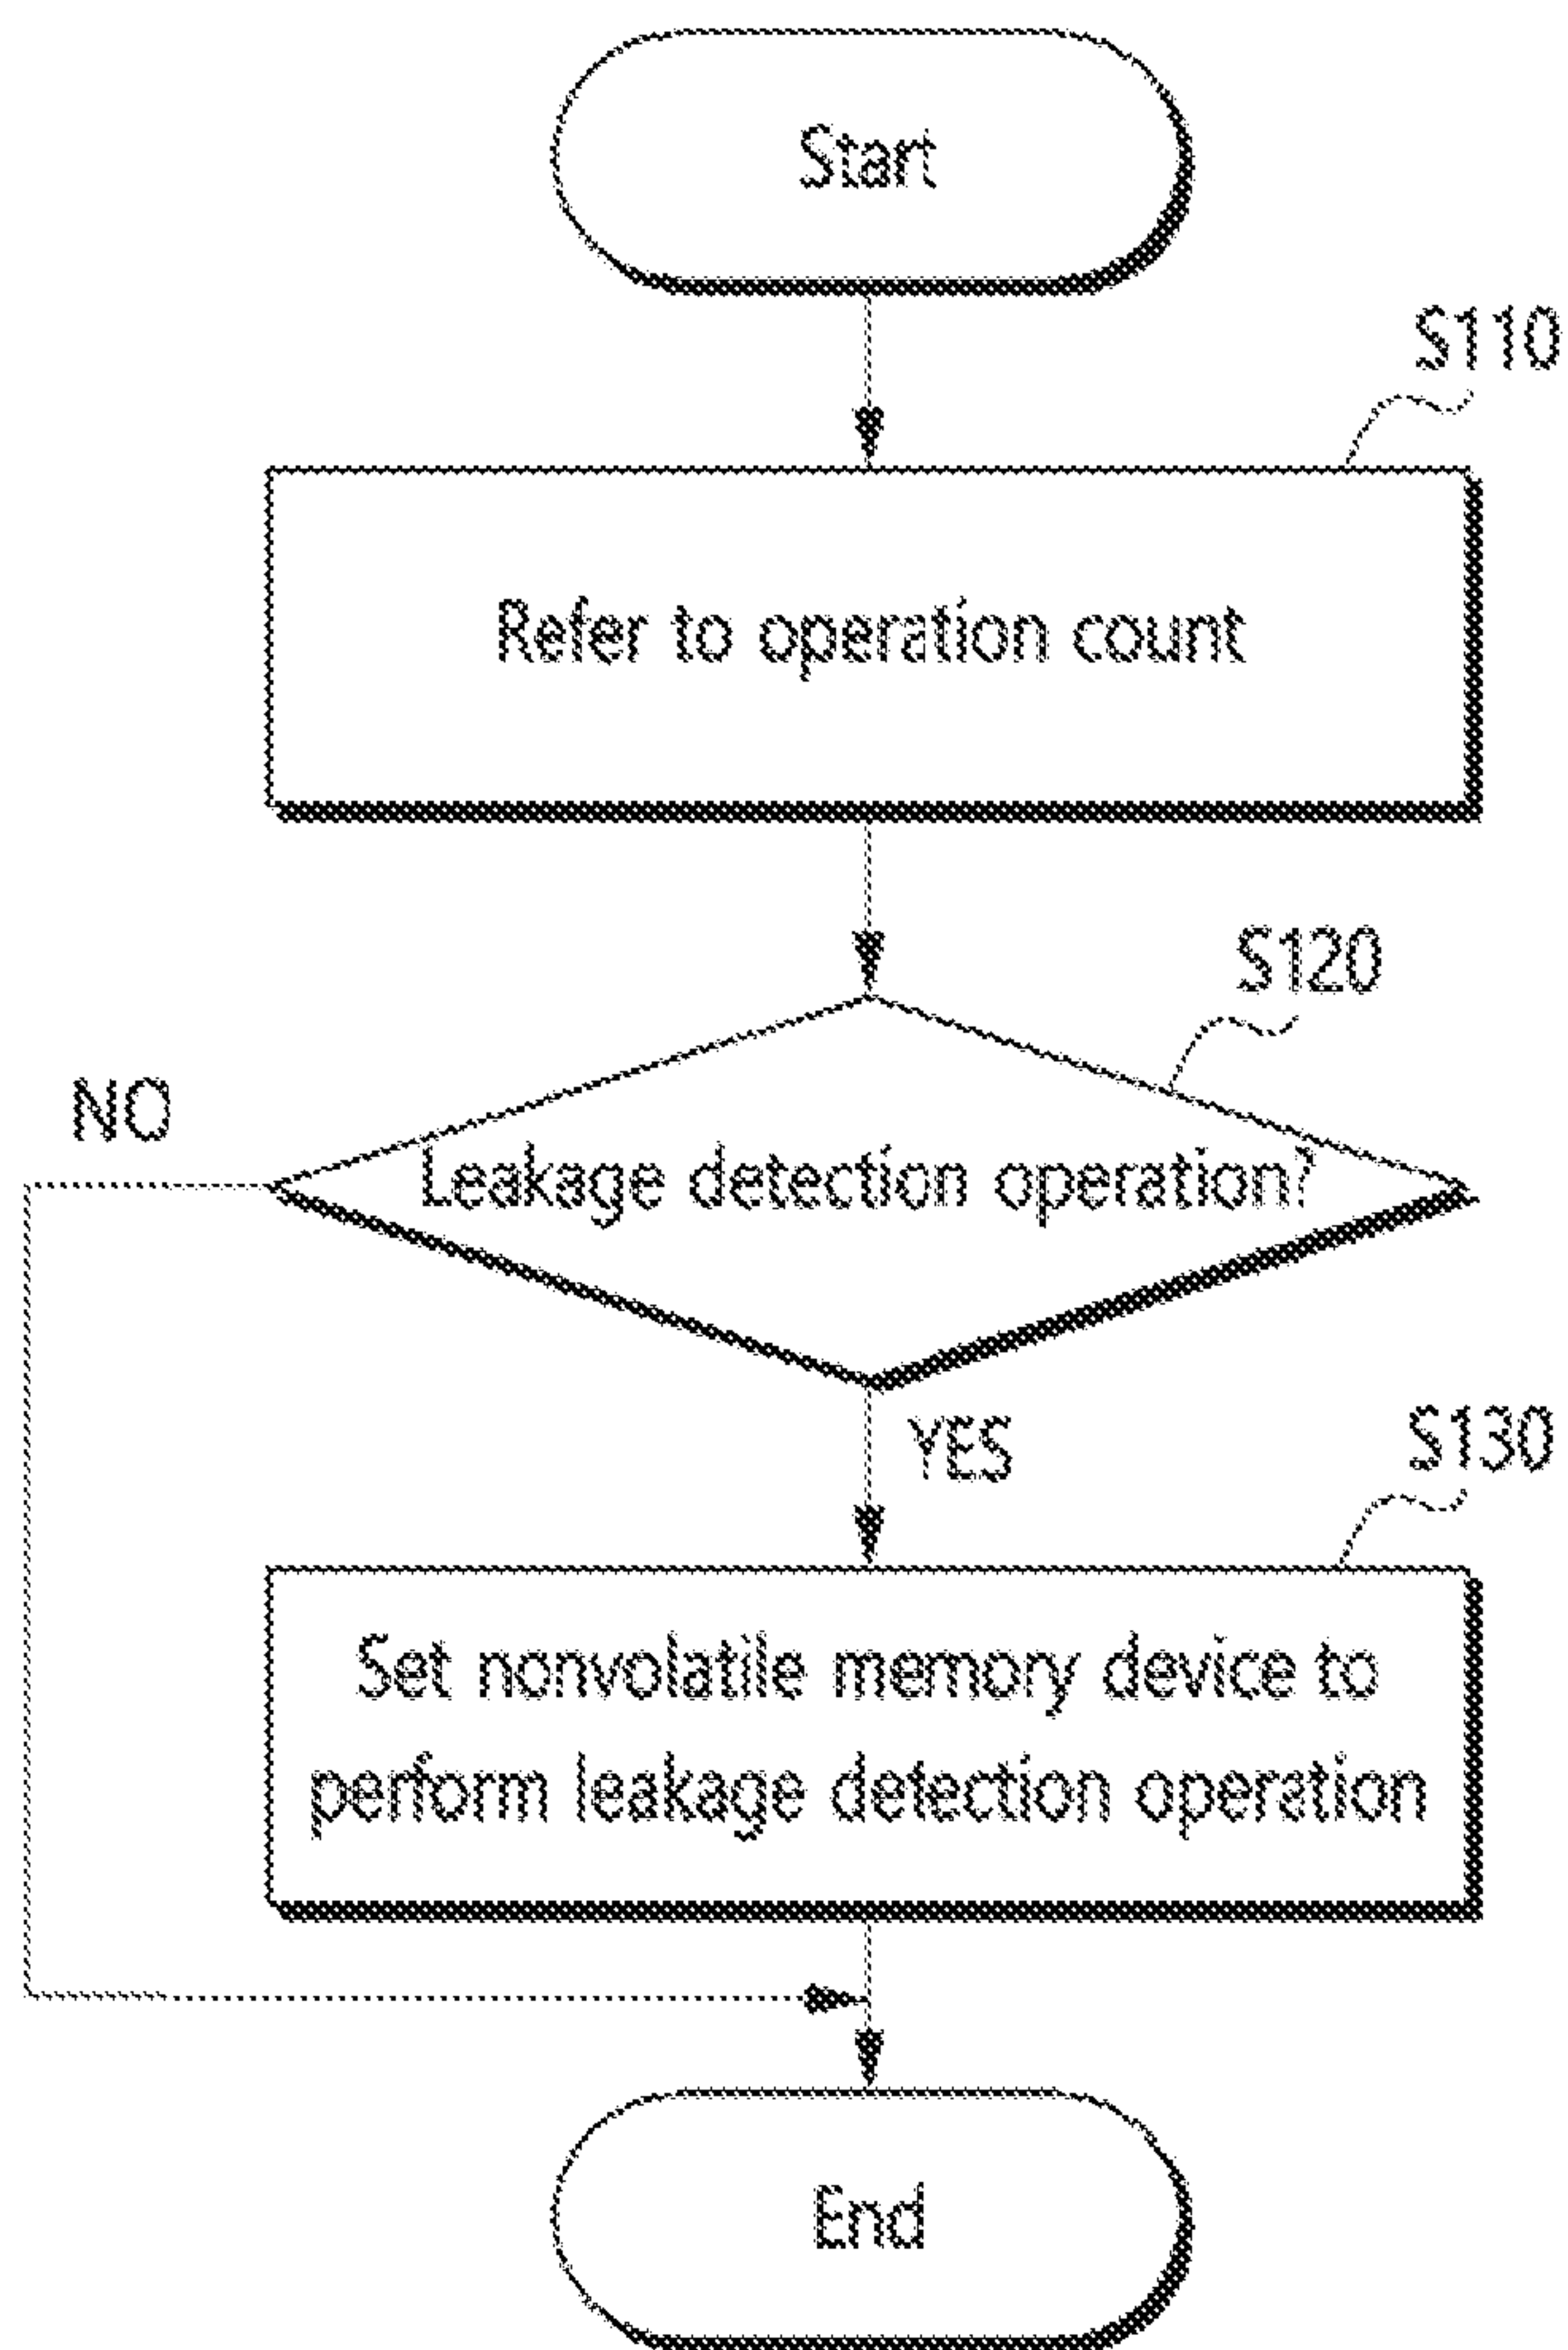 Start
S110
Refer to operation count
S120
NO
Leakage detection operation?
YES
S130
Set nonvolatile memory device to
perform leakage detection operation
End